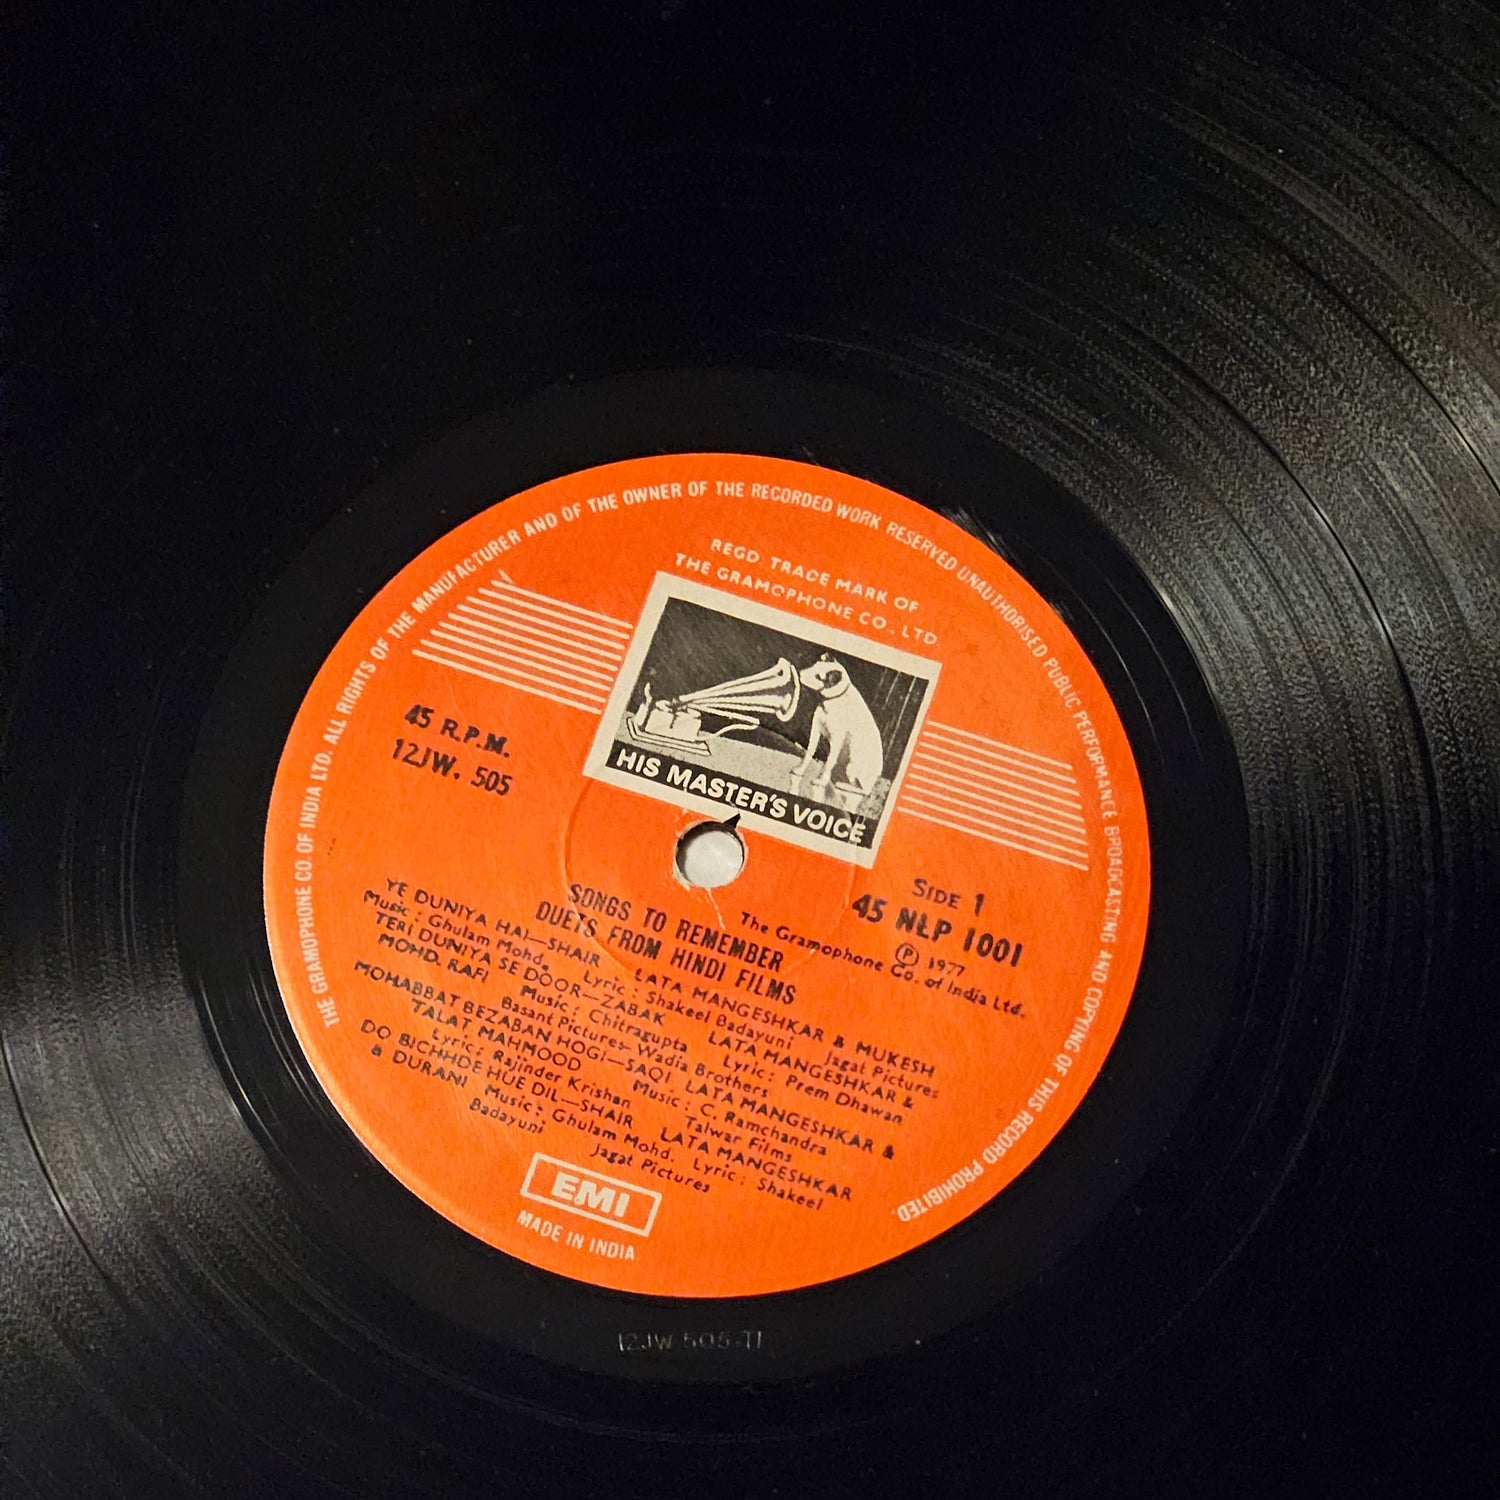 THE GRAMOPHONE CO. OF INDIA LTD. ALL RIGHTS OF THE MANUFACTURER AND OF THE OWNER OF THE RECORDED WORK RESERVED UNAUTHORISED PUBLIC PERFORMANCE BROADCASTING AND COPYING OF THIS RECORD PROHIBITED.
REGD TRADE MARK OF
THE GRAMOPHONE CO. LTD
HIS MASTER'S VOICE
45 R.P.M.
12JW. 505
SIDE 1
45 NLP 1001
℗ 1977
The Gramophone Co. of India Ltd.
SONGS TO REMEMBER
DUETS FROM HINDI FILMS
YE DUNIYA HAI—SHAIR LATA MANGESHKAR & MUKESH
Music: Ghulam Mohd. Lyric: Shakeel Badayuni Jagat Pictures
TERI DUNIYA SE DOOR—ZABAK LATA MANGESHKAR &
MOHD. RAFI Music: Chitragupta Lyric: Prem Dhawan
Basant Pictures-Wadia Brothers
MOHABBAT BEZABAN HOGI—SAQI LATA MANGESHKAR &
TALAT MAHMOOD Music: C. Ramchandra
Lyric: Rajinder Krishan Talwar Films
DO BICHHDE HUE DIL—SHAIR LATA MANGESHKAR
& DURANI Music: Ghulam Mohd. Lyric: Shakeel
Badayuni Jagat Pictures
EMI
MADE IN INDIA
12JW 505-T1